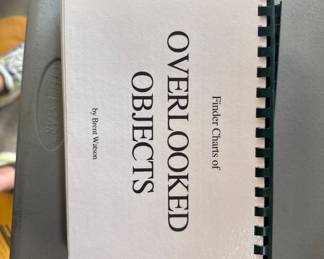 Finder Charts of
OVERLOOKED
OBJECTS
by Brent Watson